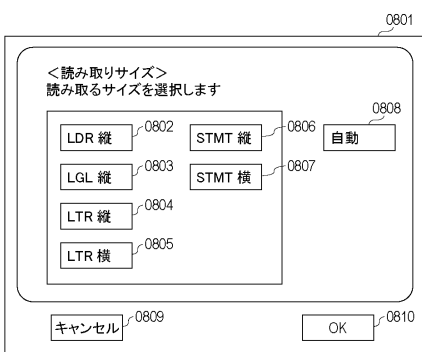 0801
<読み取りサイズ>
読み取るサイズを選択します
LDR 縦 0802
STMT 縦 0806
自動 0808
LGL 縦 0803
STMT 横 0807
LTR 縦 0804
LTR 横 0805
キャンセル 0809
OK 0810